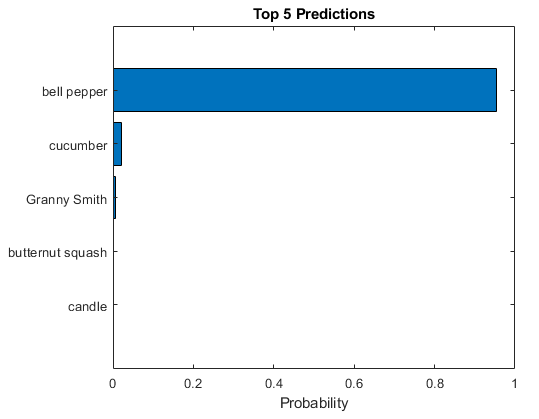 Top 5 Predictions
bell pepper
cucumber
Granny Smith
butternut squash
candle
0 0.2 0.4 0.6 0.8 1
Probability